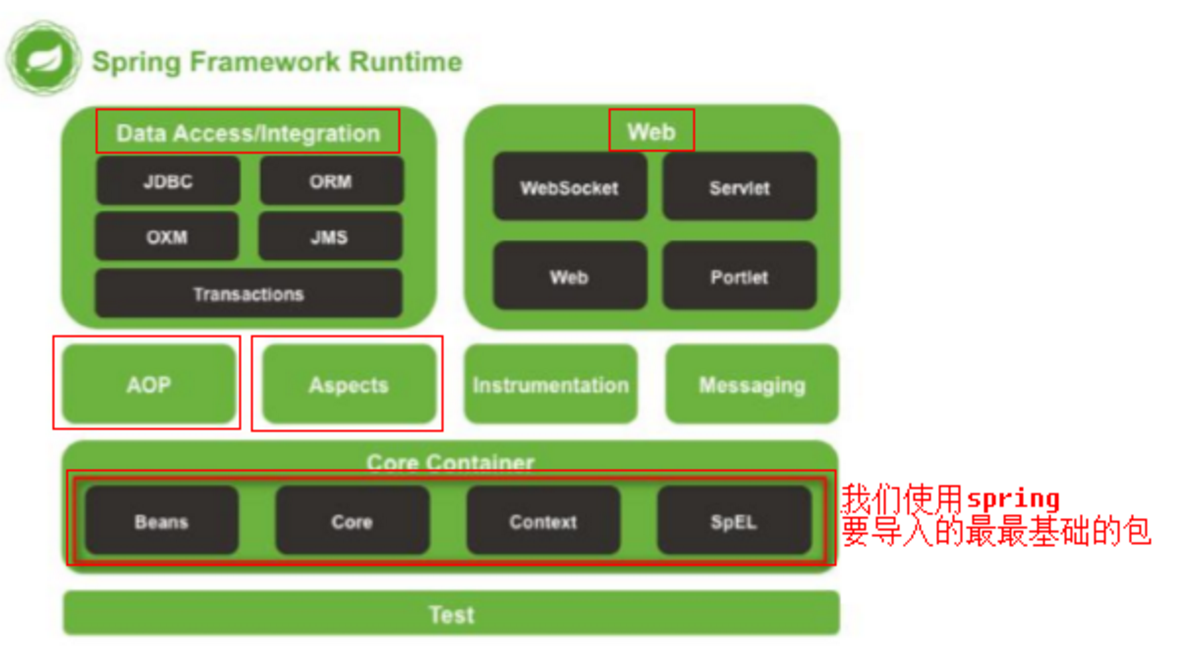 Spring Framework Runtime
Data Access/Integration
Web
JDBC
ORM
WebSocket
Servlet
OXM
JMS
Web
Portlet
Transactions
AOP
Aspects
Instrumentation
Messaging
Core Container
Beans
Core
Context
SpEL
我们使用spring
要导入的最最基础的包
Test